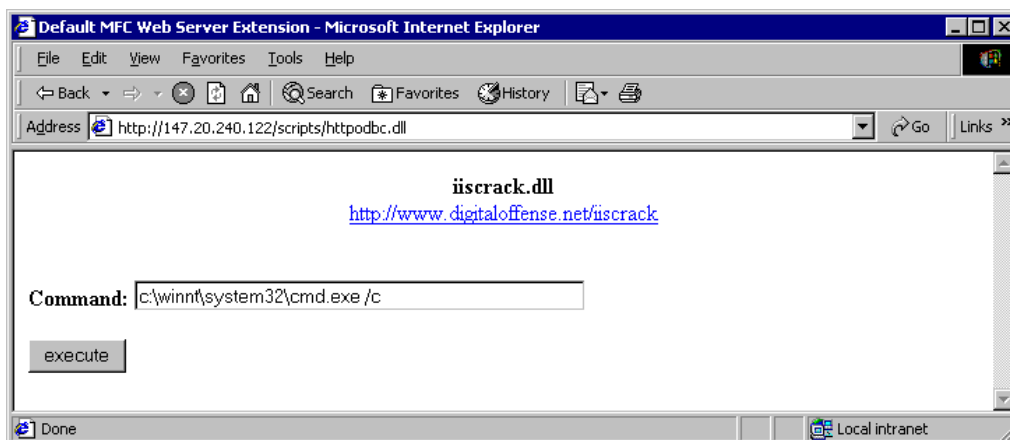 Default MFC Web Server Extension - Microsoft Internet Explorer
File Edit View Favorites Tools Help
Back Search Favorites History
Address http://147.20.240.122/scripts/httpodbc.dll Go Links »
iiscrack.dll
http://www.digitaloffense.net/iiscrack
Command: c:\winnt\system32\cmd.exe /c
execute
Done Local intranet